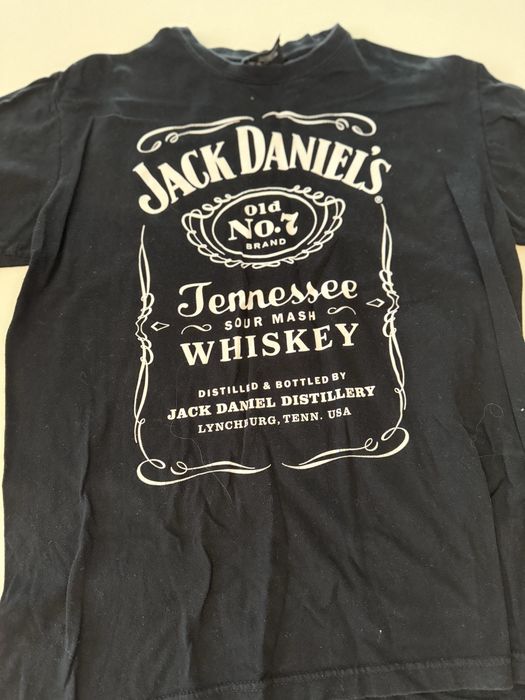 JACK DANIEL'S
®
Old
No.7
BRAND
Tennessee
SOUR MASH
WHISKEY
DISTILLED & BOTTLED BY
JACK DANIEL DISTILLERY
LYNCHBURG, TENN. USA